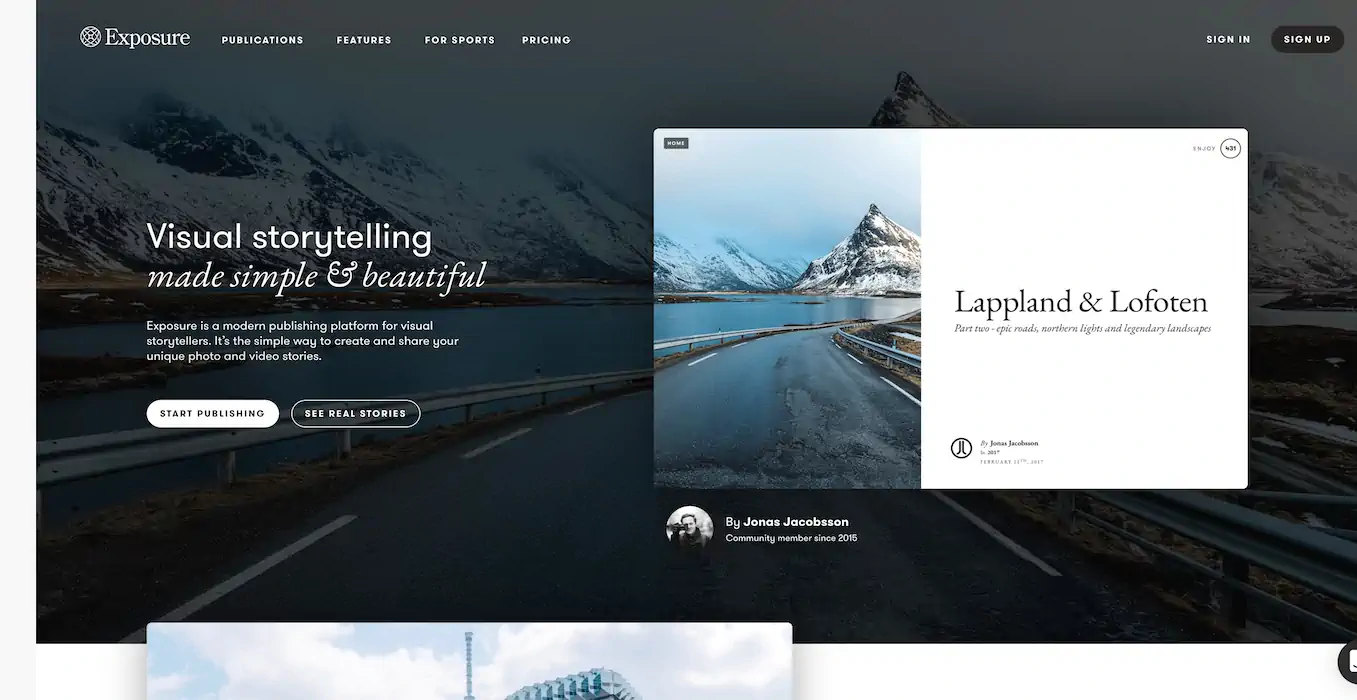 Exposure
PUBLICATIONS
FEATURES
FOR SPORTS
PRICING
SIGN IN
SIGN UP
Visual storytelling
made simple & beautiful
Exposure is a modern publishing platform for visual
storytellers. It's the simple way to create and share your
unique photo and video stories.
START PUBLISHING
SEE REAL STORIES
HOME
ENJOY
431
Lappland & Lofoten
Part two - epic roads, northern lights and legendary landscapes
By Jonas Jacobsson
In 2017
FEBRUARY 12TH, 2017
By Jonas Jacobsson
Community member since 2015